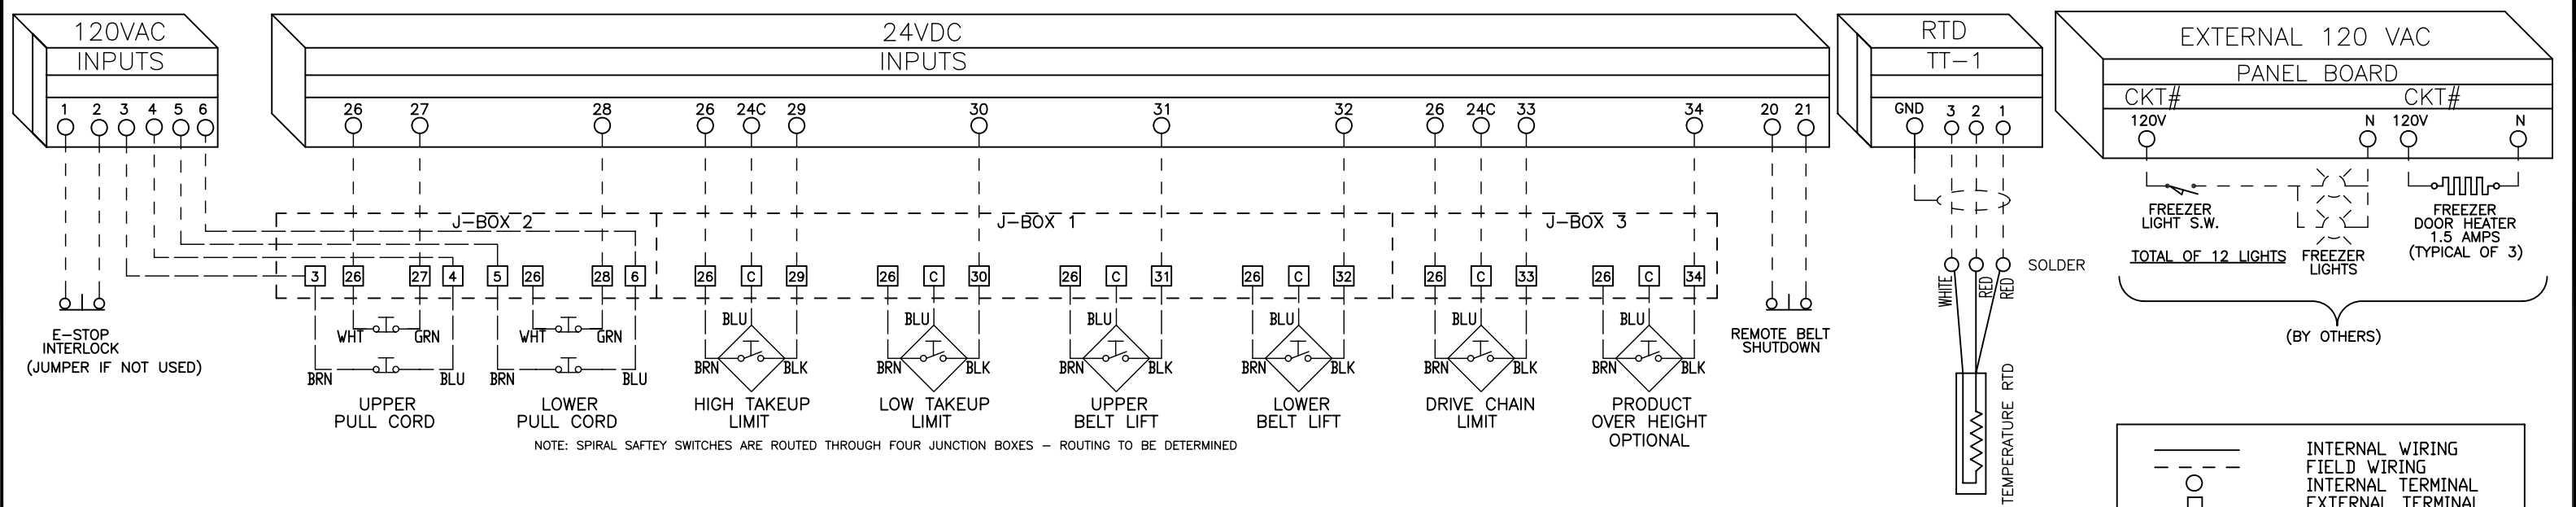 120VAC
INPUTS
1 2 3 4 5 6
24VDC
INPUTS
26 27 28 26 24C 29 30 31 32 26 24C 33 34 20 21
RTD
TT-1
GND 3 2 1
EXTERNAL 120 VAC
PANEL BOARD
CKT# CKT#
120V N 120V N
J-BOX 2 J-BOX 1 J-BOX 3
3 26 27 4 5 26 28 6 26 C 29 26 C 30 26 C 31 26 C 32 26 C 33 26 C 34
E-STOP
INTERLOCK
(JUMPER IF NOT USED)
WHT GRN
BRN BLU
UPPER
PULL CORD
WHT GRN
BRN BLU
LOWER
PULL CORD
BLU
BRN BLK
HIGH TAKEUP
LIMIT
BLU
BRN BLK
LOW TAKEUP
LIMIT
BLU
BRN BLK
UPPER
BELT LIFT
BLU
BRN BLK
LOWER
BELT LIFT
BLU
BRN BLK
DRIVE CHAIN
LIMIT
BLU
BRN BLK
PRODUCT
OVER HEIGHT
OPTIONAL
REMOTE BELT
SHUTDOWN
NOTE: SPIRAL SAFTEY SWITCHES ARE ROUTED THROUGH FOUR JUNCTION BOXES – ROUTING TO BE DETERMINED
SOLDER
WHITE
RED
RED
TEMPERATURE RTD
FREEZER
LIGHT S.W.
TOTAL OF 12 LIGHTS
FREEZER
LIGHTS
FREEZER
DOOR HEATER
1.5 AMPS
(TYPICAL OF 3)
(BY OTHERS)
INTERNAL WIRING
FIELD WIRING
INTERNAL TERMINAL
EXTERNAL TERMINAL